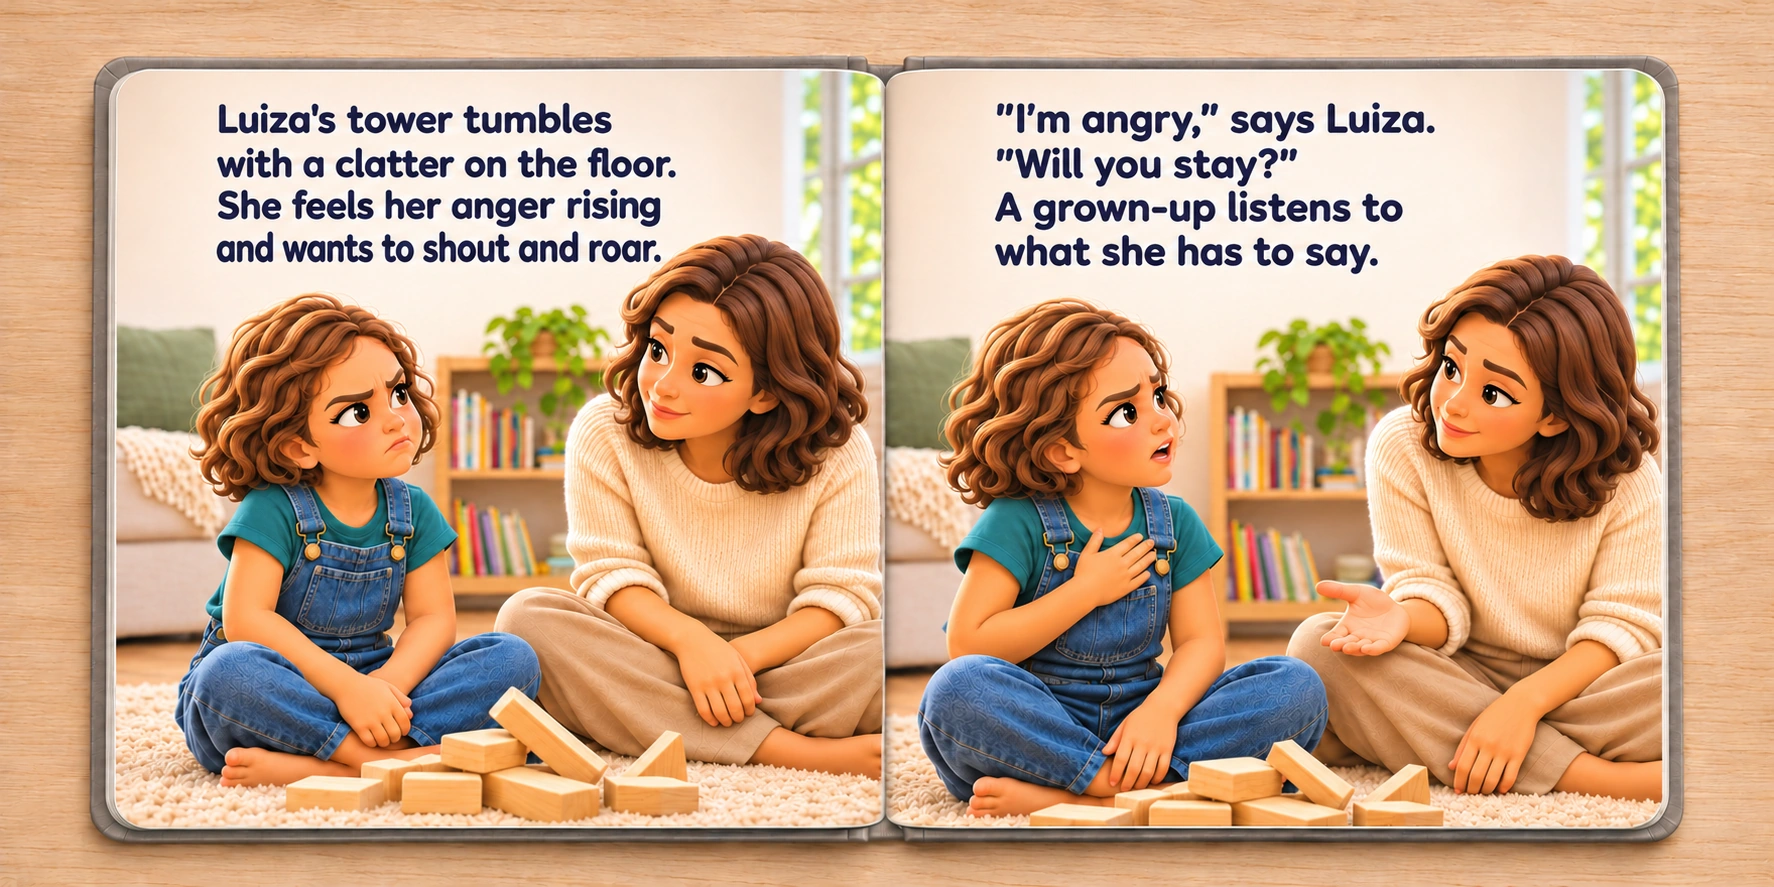 Luiza's tower tumbles
with a clatter on the floor.
She feels her anger rising
and wants to shout and roar.
"I'm angry," says Luiza.
"Will you stay?"
A grown-up listens to
what she has to say.